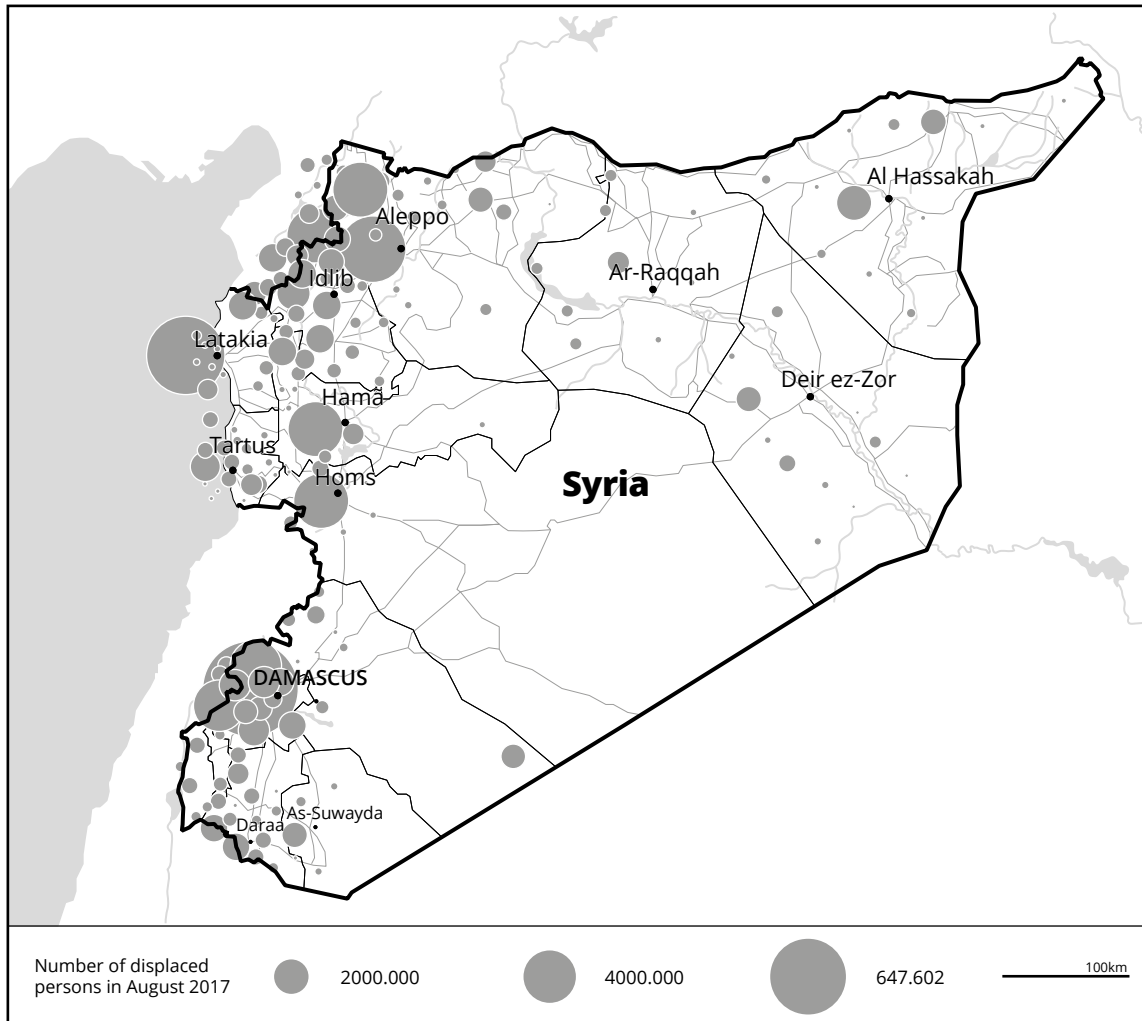 Al Hassakah
Aleppo
Ar-Raqqah
Idlib
Latakia
Deir ez-Zor
Hama
Tartus
Homs
Syria
DAMASCUS
As-Suwayda
Daraa
Number of displaced
persons in August 2017
2000.000
4000.000
647.602
100km